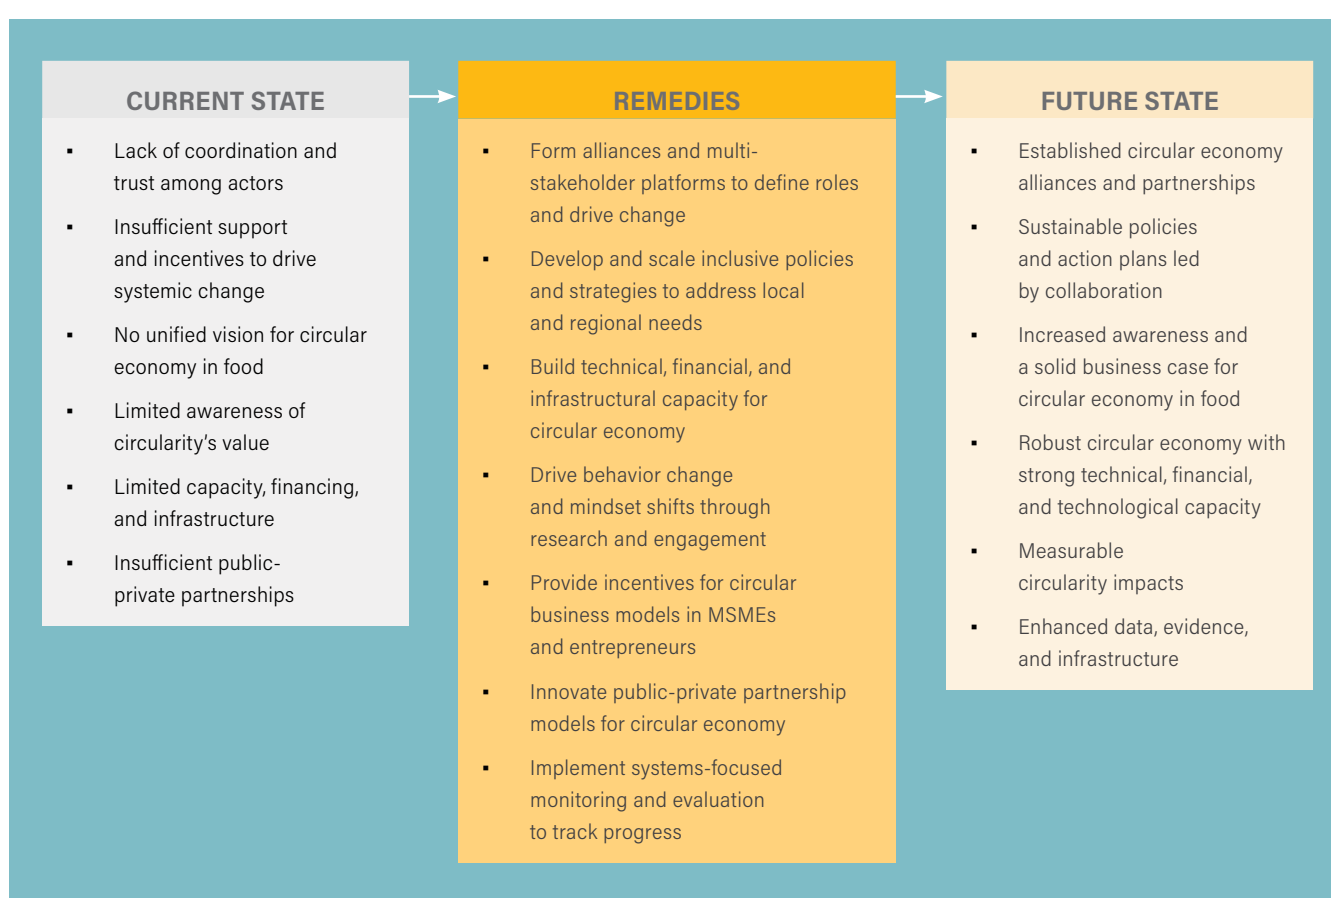 CURRENT STATE
▪ Lack of coordination and
trust among actors
▪ Insufficient support
and incentives to drive
systemic change
▪ No unified vision for circular
economy in food
▪ Limited awareness of
circularity's value
▪ Limited capacity, financing,
and infrastructure
▪ Insufficient public-
private partnerships
REMEDIES
▪ Form alliances and multi-
stakeholder platforms to define roles
and drive change
▪ Develop and scale inclusive policies
and strategies to address local
and regional needs
▪ Build technical, financial, and
infrastructural capacity for
circular economy
▪ Drive behavior change
and mindset shifts through
research and engagement
▪ Provide incentives for circular
business models in MSMEs
and entrepreneurs
▪ Innovate public-private partnership
models for circular economy
▪ Implement systems-focused
monitoring and evaluation
to track progress
FUTURE STATE
▪ Established circular economy
alliances and partnerships
▪ Sustainable policies
and action plans led
by collaboration
▪ Increased awareness and
a solid business case for
circular economy in food
▪ Robust circular economy with
strong technical, financial,
and technological capacity
▪ Measurable
circularity impacts
▪ Enhanced data, evidence,
and infrastructure